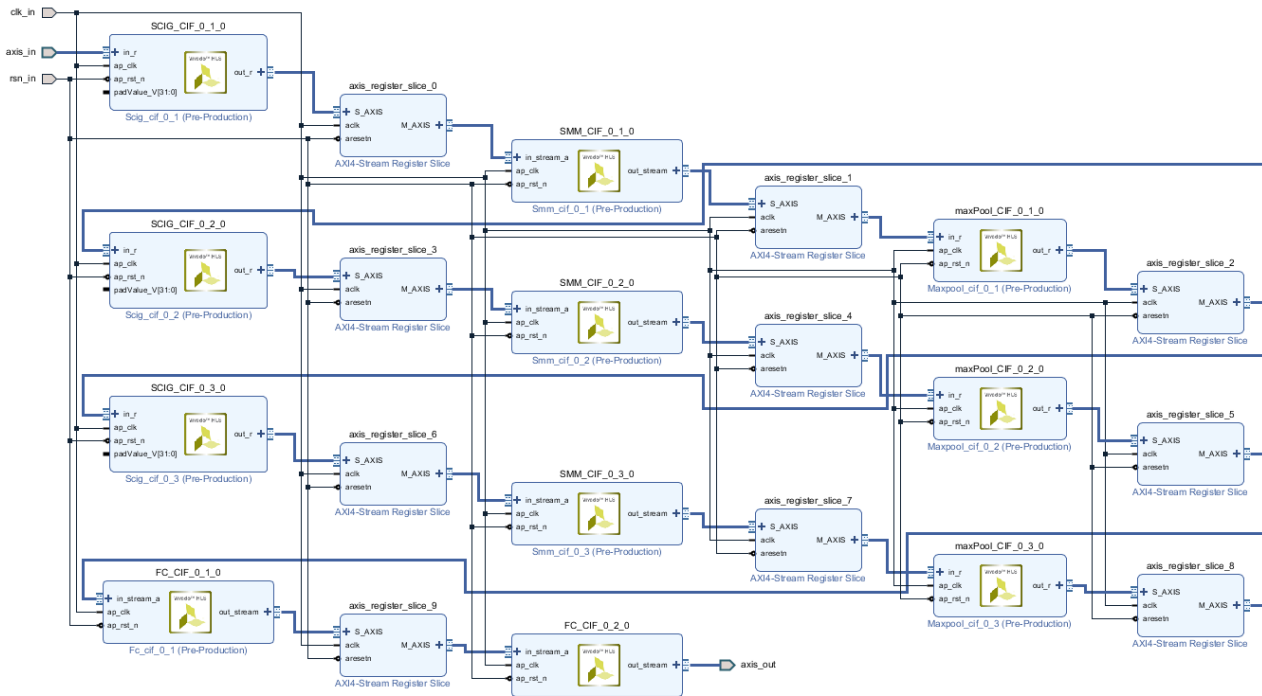 clk_in
axis_in
rsn_in
SCIG_CIF_0_1_0
in_r
ap_clk
ap_rst_n
padValue_V[31:0]
out_r
Scig_cif_0_1 (Pre-Production)
axis_register_slice_0
S_AXIS
aclk
aresetn
M_AXIS
AXI4-Stream Register Slice
SMM_CIF_0_1_0
in_stream_a
ap_clk
ap_rst_n
out_stream
Smm_cif_0_1 (Pre-Production)
axis_register_slice_1
S_AXIS
aclk
aresetn
M_AXIS
AXI4-Stream Register Slice
maxPool_CIF_0_1_0
in_r
ap_clk
ap_rst_n
out_r
Maxpool_cif_0_1 (Pre-Production)
axis_register_slice_2
S_AXIS
aclk
aresetn
M_AXIS
AXI4-Stream Register Slice
SCIG_CIF_0_2_0
in_r
ap_clk
ap_rst_n
padValue_V[31:0]
out_r
Scig_cif_0_2 (Pre-Production)
axis_register_slice_3
S_AXIS
aclk
aresetn
M_AXIS
AXI4-Stream Register Slice
SMM_CIF_0_2_0
in_stream_a
ap_clk
ap_rst_n
out_stream
Smm_cif_0_2 (Pre-Production)
axis_register_slice_4
S_AXIS
aclk
aresetn
M_AXIS
AXI4-Stream Register Slice
maxPool_CIF_0_2_0
in_r
ap_clk
ap_rst_n
out_r
Maxpool_cif_0_2 (Pre-Production)
axis_register_slice_5
S_AXIS
aclk
aresetn
M_AXIS
AXI4-Stream Register Slice
SCIG_CIF_0_3_0
in_r
ap_clk
ap_rst_n
padValue_V[31:0]
out_r
Scig_cif_0_3 (Pre-Production)
axis_register_slice_6
S_AXIS
aclk
aresetn
M_AXIS
AXI4-Stream Register Slice
SMM_CIF_0_3_0
in_stream_a
ap_clk
ap_rst_n
out_stream
Smm_cif_0_3 (Pre-Production)
axis_register_slice_7
S_AXIS
aclk
aresetn
M_AXIS
AXI4-Stream Register Slice
maxPool_CIF_0_3_0
in_r
ap_clk
ap_rst_n
out_r
Maxpool_cif_0_3 (Pre-Production)
axis_register_slice_8
S_AXIS
aclk
aresetn
M_AXIS
AXI4-Stream Register Slice
FC_CIF_0_1_0
in_stream_a
ap_clk
ap_rst_n
out_stream
Fc_cif_0_1 (Pre-Production)
axis_register_slice_9
S_AXIS
aclk
aresetn
M_AXIS
AXI4-Stream Register Slice
FC_CIF_0_2_0
in_stream_a
ap_clk
ap_rst_n
out_stream
axis_out